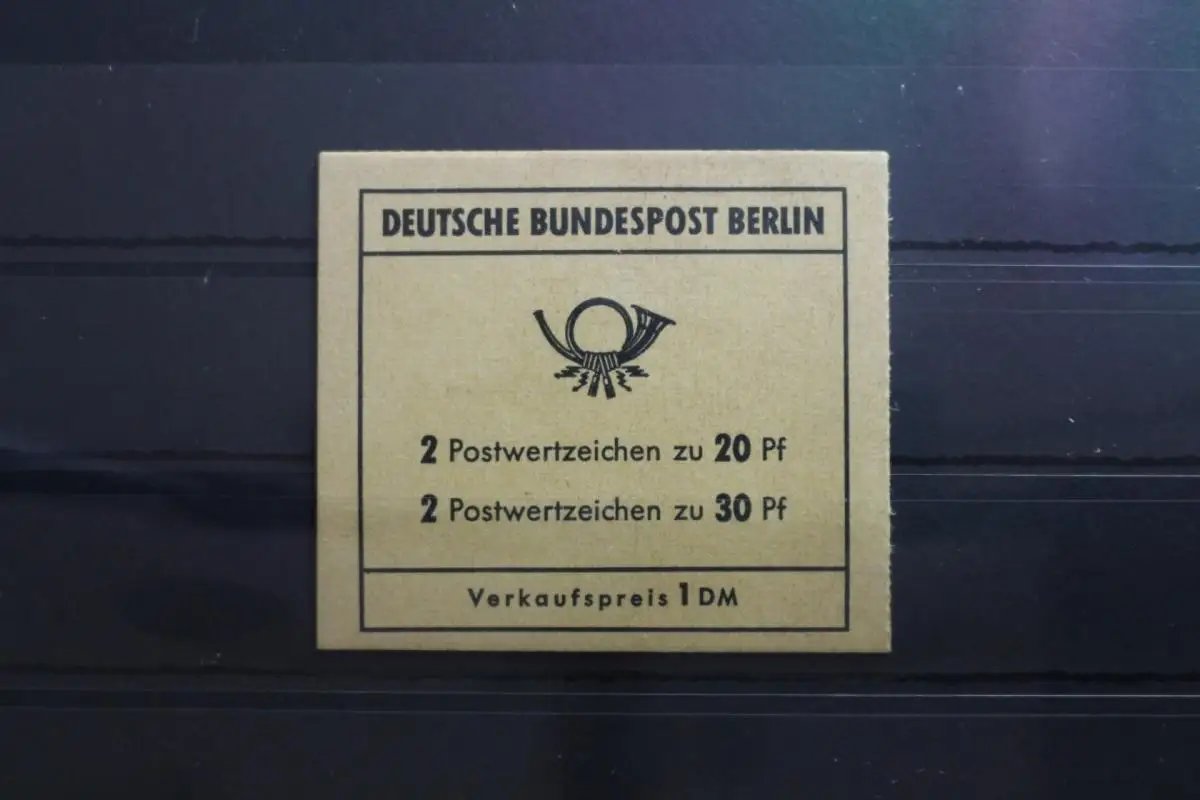 DEUTSCHE BUNDESPOST BERLIN
2 Postwertzeichen zu 20 Pf
2 Postwertzeichen zu 30 Pf
Verkaufspreis 1 DM